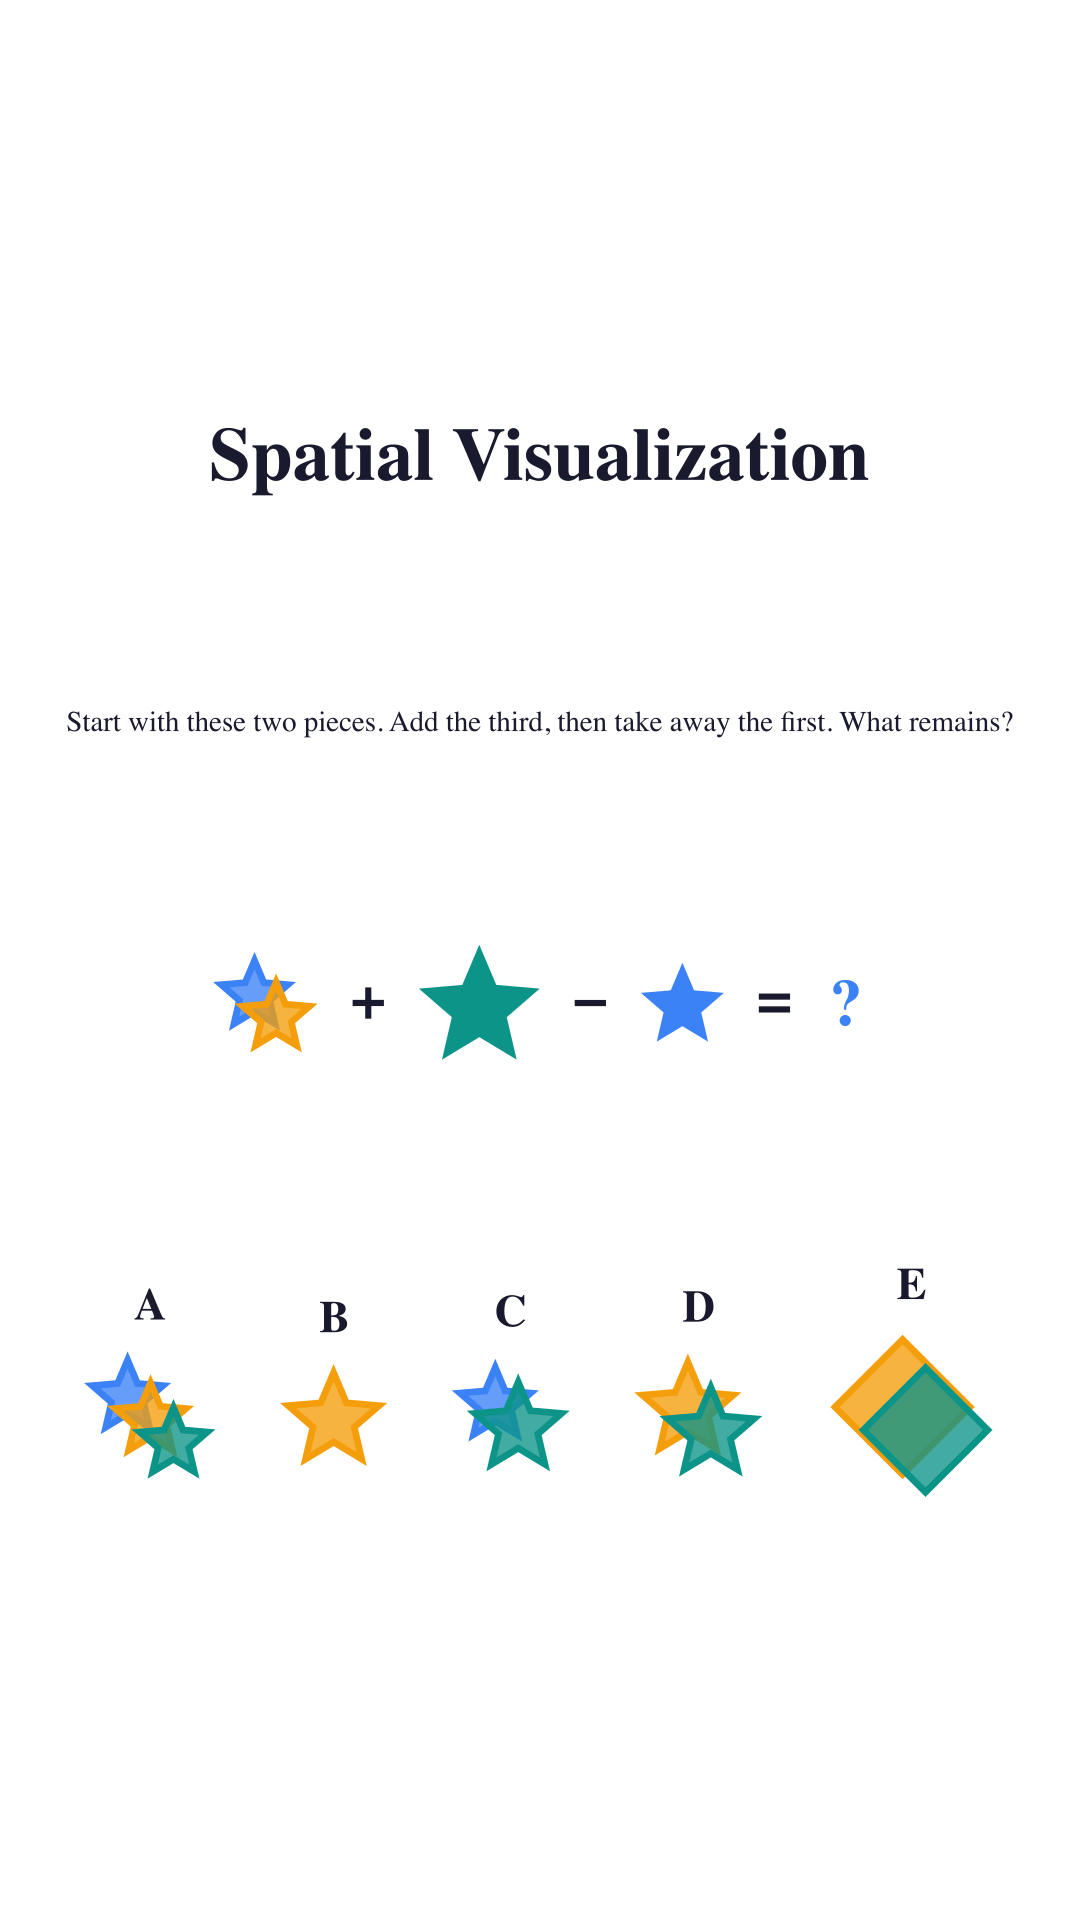 Spatial Visualization
Start with these two pieces. Add the third, then take away the first. What remains?
+ − = ?
A B C D E